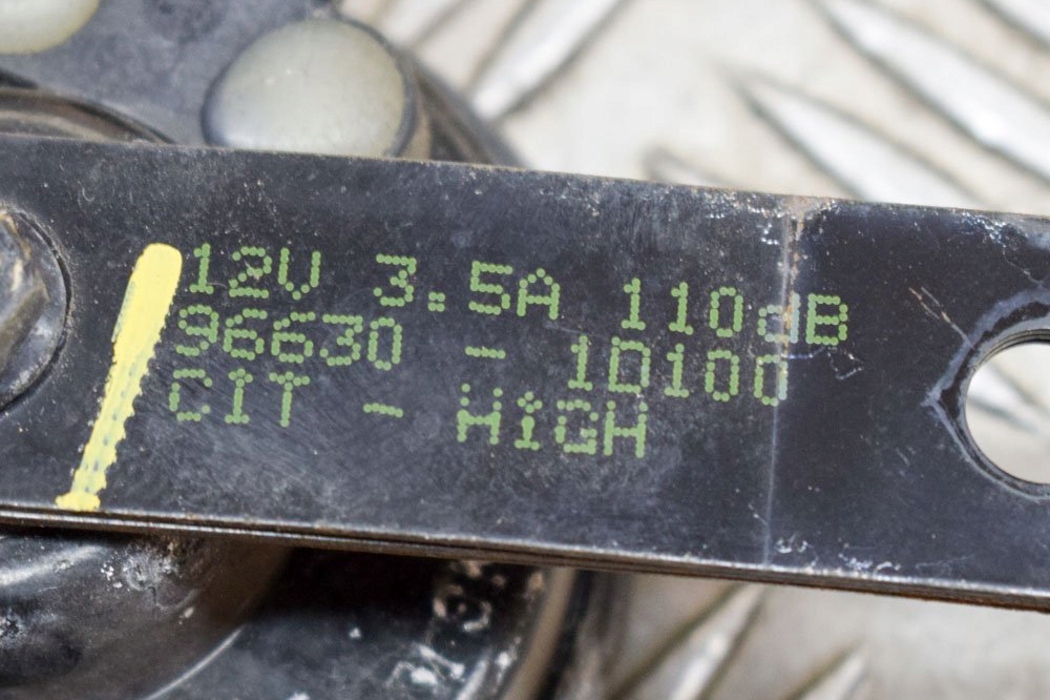 12V 3.5A 110dB
96630 - 1D100
CIT - HIGH